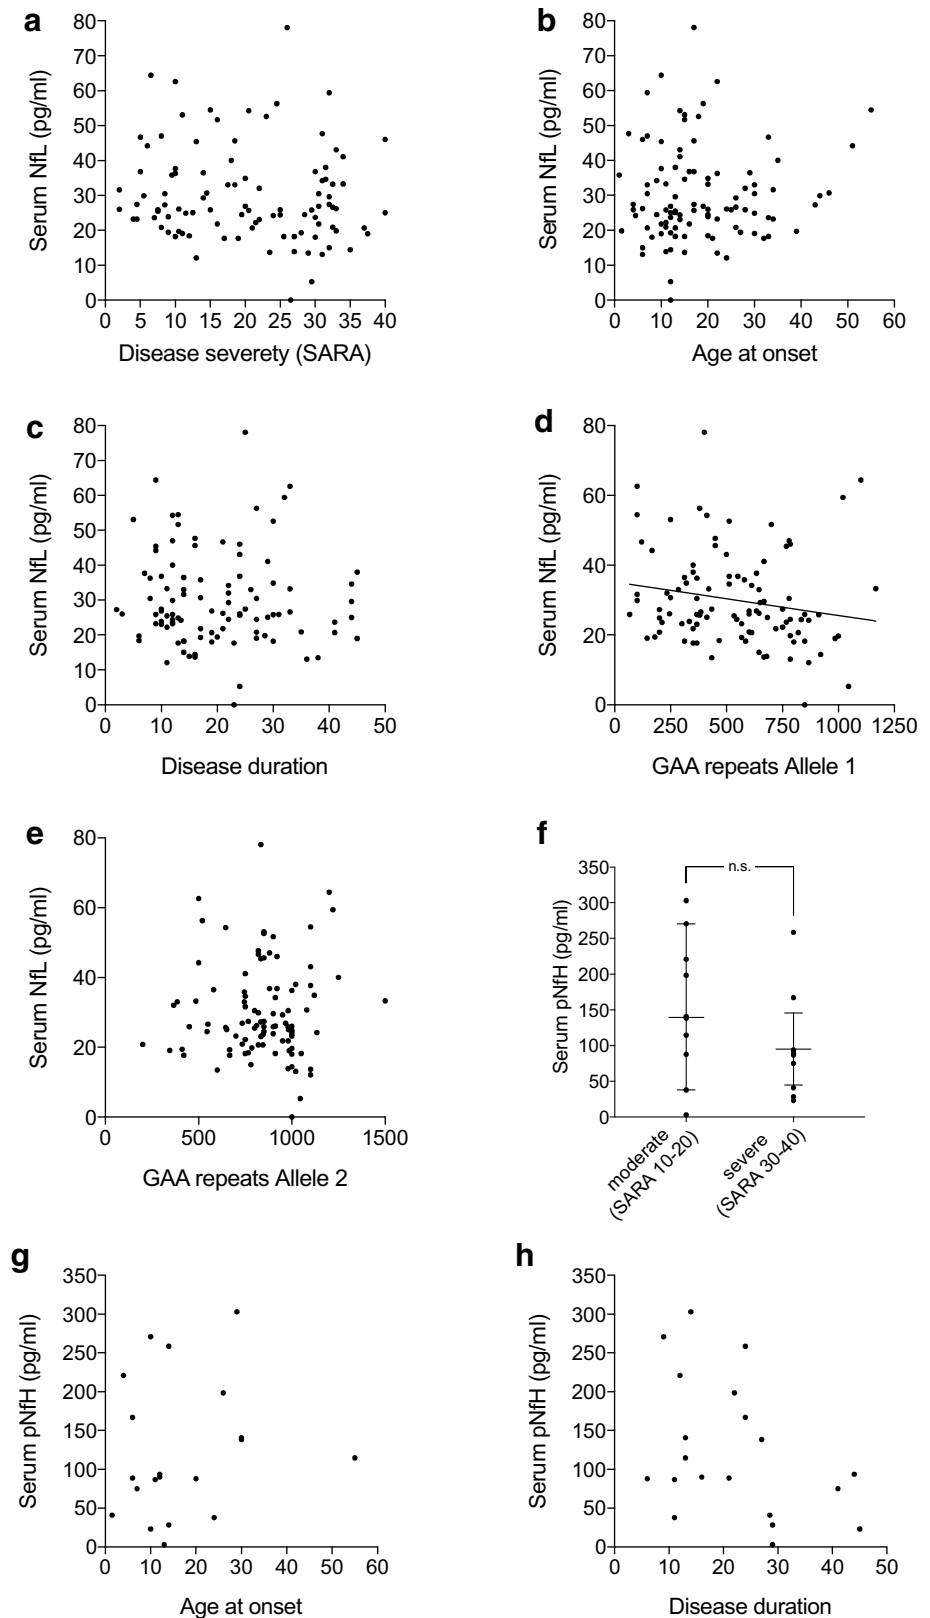 a
Serum NfL (pg/ml)
80
70
60
50
40
30
20
10
0
0 5 10 15 20 25 30 35 40
Disease severety (SARA)
b
Serum NfL (pg/ml)
80
70
60
50
40
30
20
10
0
0 10 20 30 40 50 60
Age at onset
c
Serum NfL (pg/ml)
80
70
60
50
40
30
20
10
0
0 10 20 30 40 50
Disease duration
d
Serum NfL (pg/ml)
80
60
40
20
0
0 250 500 750 1000 1250
GAA repeats Allele 1
e
Serum NfL (pg/ml)
80
60
40
20
0
0 500 1000 1500
GAA repeats Allele 2
f
Serum pNfH (pg/ml)
350
300
250
200
150
100
50
0
n.s.
moderate
(SARA 10-20)
severe
(SARA 30-40)
g
Serum pNfH (pg/ml)
350
300
250
200
150
100
50
0
0 10 20 30 40 50 60
Age at onset
h
Serum pNfH (pg/ml)
350
300
250
200
150
100
50
0
0 10 20 30 40 50
Disease duration